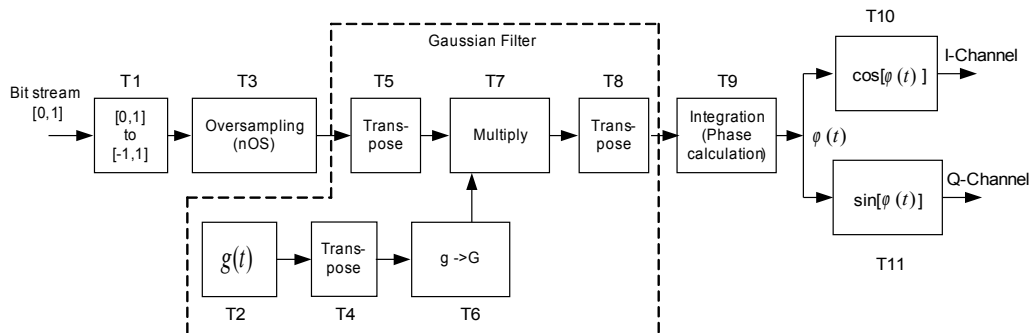 Gaussian Filter
T10
I-Channel
cos[φ(t) ]
T1
T3
T5
T7
T8
T9
Bit stream
[0,1]
[0,1]
to
[-1,1]
Oversampling
(nOS)
Trans-
pose
Multiply
Trans-
pose
Integration
(Phase
calculation)
φ(t)
Q-Channel
sin[φ(t)]
T11
g(t)
Trans-
pose
g ->G
T2
T4
T6